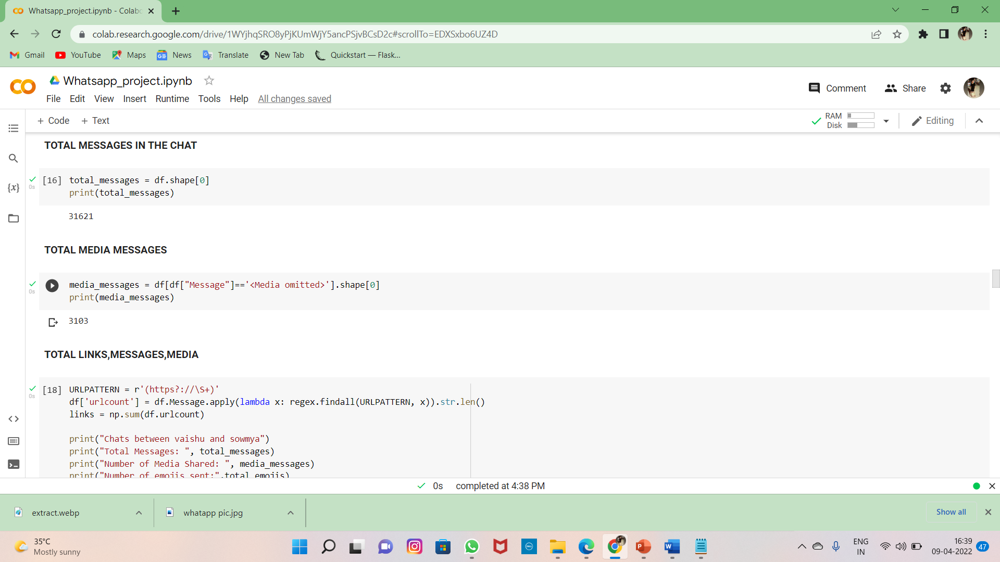 Whatsapp_project.ipynb - Colab
colab.research.google.com/drive/1WYjhqSRO8yPjKUmWjY5ancPSjvBCsD2c#scrollTo=EDXSxbo6UZ4D
Gmail YouTube Maps News Translate New Tab Quickstart — Flask...
Whatsapp_project.ipynb
File Edit View Insert Runtime Tools Help All changes saved
Comment Share
+ Code + Text
RAM
Disk
Editing
TOTAL MESSAGES IN THE CHAT
0s
[16] total_messages = df.shape[0]
print(total_messages)
31621
TOTAL MEDIA MESSAGES
0s
media_messages = df[df["Message"]=='<Media omitted>'].shape[0]
print(media_messages)
3103
TOTAL LINKS,MESSAGES,MEDIA
0s
[18] URLPATTERN = r'(https?://\S+)'
df['urlcount'] = df.Message.apply(lambda x: regex.findall(URLPATTERN, x)).str.len()
links = np.sum(df.urlcount)
print("Chats between vaishu and sowmya")
print("Total Messages: ", total_messages)
print("Number of Media Shared: ", media_messages)
print("Number of emojis sent:",total_emojis)
0s completed at 4:38 PM
extract.webp
whatapp pic.jpg
Show all
35°C
Mostly sunny
ENG
IN
16:39
09-04-2022
47